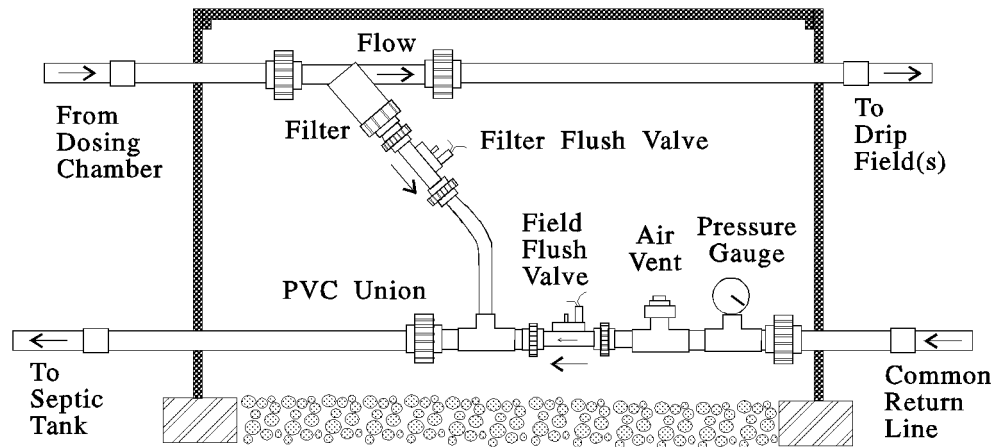 Flow
From
Dosing
Chamber
Filter
Filter Flush Valve
To
Drip
Field(s)
Field
Flush
Valve
Air
Vent
Pressure
Gauge
PVC Union
To
Septic
Tank
Common
Return
Line